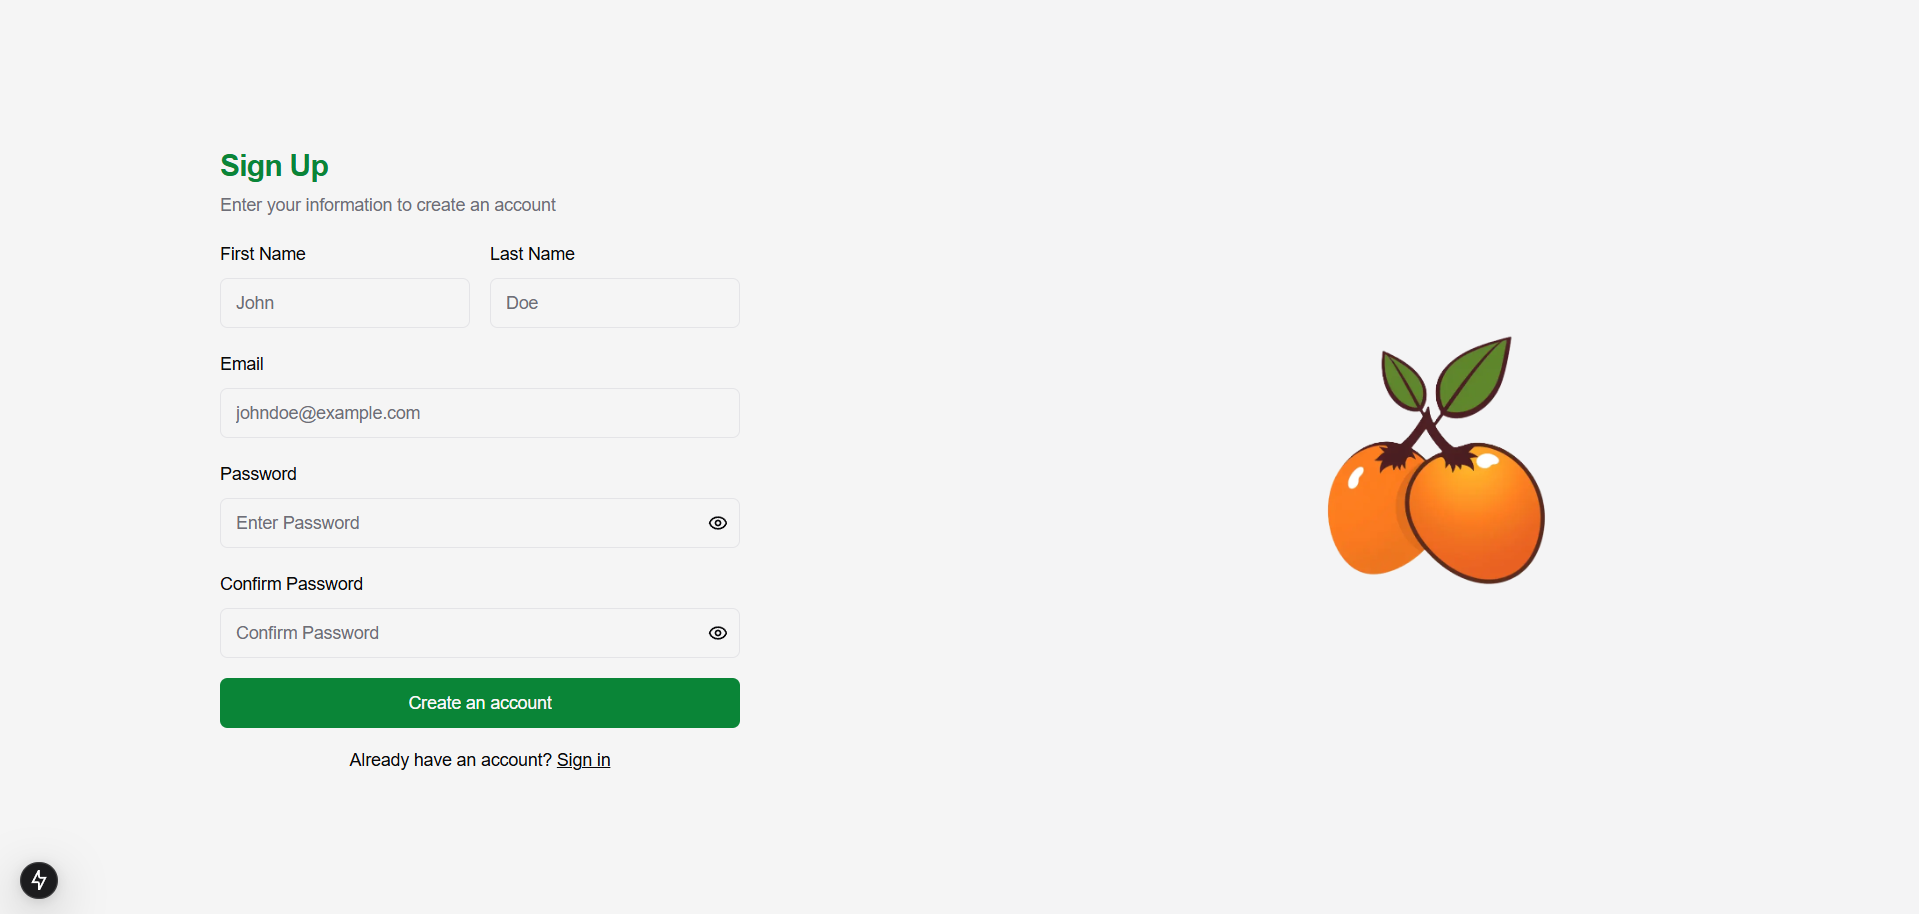 Sign Up
Enter your information to create an account
First Name Last Name
John Doe
Email
johndoe@example.com
Password
Enter Password
Confirm Password
Confirm Password
Create an account
Already have an account? Sign in